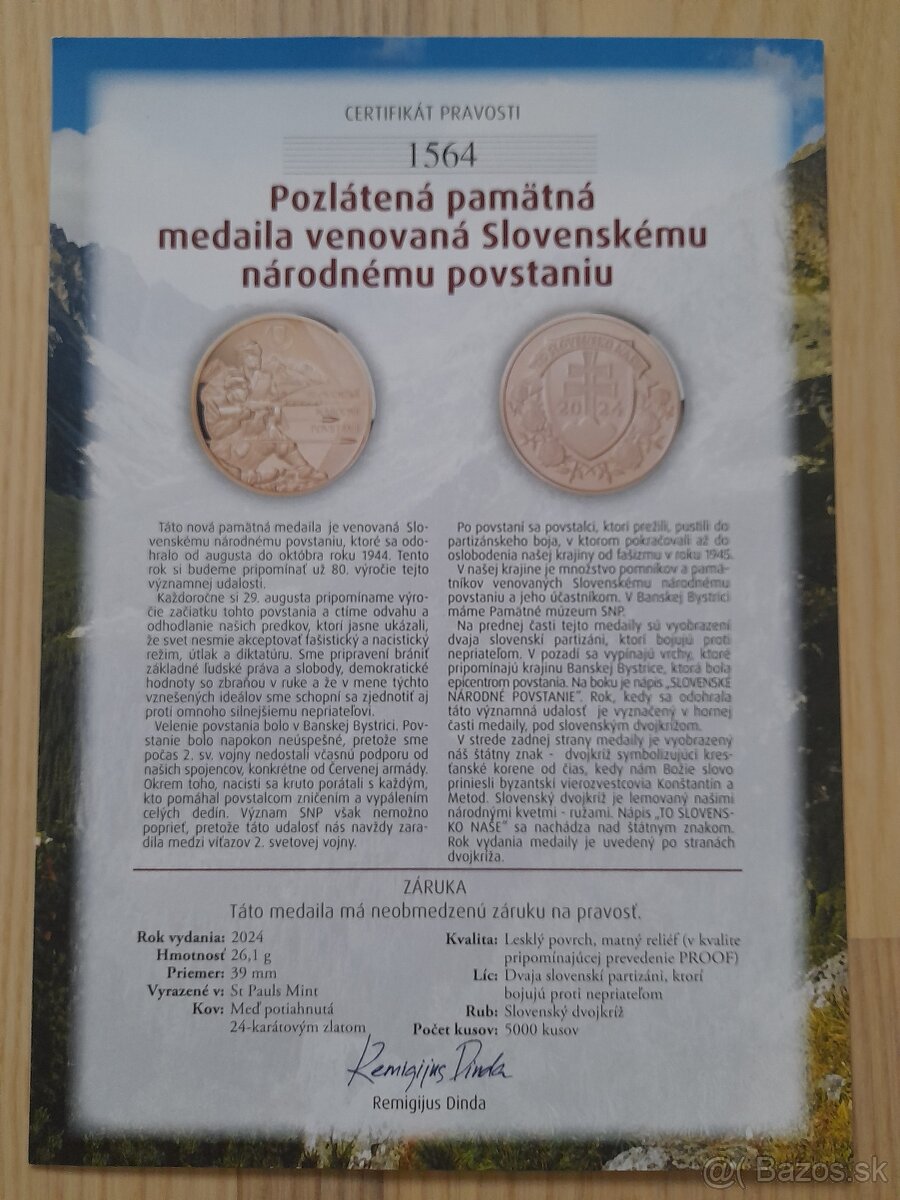 CERTIFIKÁT PRAVOSTI
1564
Pozlátená pamätná
medaila venovaná Slovenskému
národnému povstaniu
POVSTANIE
TO SLOVENSKO NAŠE
20 24
Táto nová pamätná medaila je venovaná Slo-
venskému národnému povstaniu, ktoré sa odo-
hralo od augusta do októbra roku 1944. Tento
rok si budeme pripomínať už 80. výročie tejto
významnej udalosti.
Každoročne si 29. augusta pripomíname výro-
čie začiatku tohto povstania a ctíme odvahu a
odhodlanie našich predkov, ktorí jasne ukázali,
že svet nesmie akceptovať fašistický a nacistický
režim, útlak a diktatúru. Sme pripravení brániť
základné ľudské práva a slobody, demokratické
hodnoty so zbraňou v ruke a že v mene týchto
vznešených ideálov sme schopní sa zjednotiť aj
proti omnoho silnejšiemu nepriateľovi.
Velenie povstania bolo v Banskej Bystrici. Pov-
stanie bolo napokon neúspešné, pretože sme
počas 2. sv. vojny nedostali včasnú podporu od
našich spojencov, konkrétne od Červenej armády.
Okrem toho, nacisti sa kruto porátali s každým,
kto pomáhal povstalcom zničením a vypálením
celých dedín. Význam SNP však nemožno
poprieť, pretože táto udalosť nás navždy zara-
dila medzi víťazov 2. svetovej vojny.
Po povstaní sa povstalci, ktorí prežili, pustili do
partizánskeho boja, v ktorom pokračovali až do
oslobodenia našej krajiny od fašizmu v roku 1945.
V našej krajine je množstvo pomníkov a pamä-
tníkov venovaných Slovenskému národnému
povstaniu a jeho účastníkom. V Banskej Bystrici
máme Pamätné múzeum SNP.
Na prednej časti tejto medaily sú vyobrazení
dvaja slovenskí partizáni, ktorí bojujú proti
nepriateľom. V pozadí sa vypínajú vrchy, ktoré
pripomínajú krajinu Banskej Bystrice, ktorá bola
epicentrom povstania. Na boku je nápis „SLOVENSKÉ
NÁRODNÉ POVSTANIE“. Rok, kedy sa odohrala
táto významná udalosť je vyznačený v hornej
časti medaily, pod slovenským dvojkrížom.
V strede zadnej strany medaily je vyobrazený
náš štátny znak - dvojkríž symbolizujúci kres-
ťanské korene od čias, kedy nám Božie slovo
priniesli byzantskí vierozvestcovia Konštantín a
Metod. Slovenský dvojkríž je lemovaný našimi
národnými kvetmi - ružami. Nápis „TO SLOVENS-
KO NAŠE“ sa nachádza nad štátnym znakom.
Rok vydania medaily je uvedený po stranách
dvojkríža.
ZÁRUKA
Táto medaila má neobmedzenú záruku na pravosť.
Rok vydania: 2024
Hmotnosť 26,1 g
Priemer: 39 mm
Vyrazené v: St Pauls Mint
Kov: Meď potiahnutá
24-karátovým zlatom
Kvalita: Lesklý povrch, matný reliéf (v kvalite
pripomínajúcej prevedenie PROOF)
Líc: Dvaja slovenskí partizáni, ktorí
bojujú proti nepriateľom
Rub: Slovenský dvojkríž
Počet kusov: 5000 kusov
Remigijus Dinda
Remigijus Dinda
@( Bazos.sk